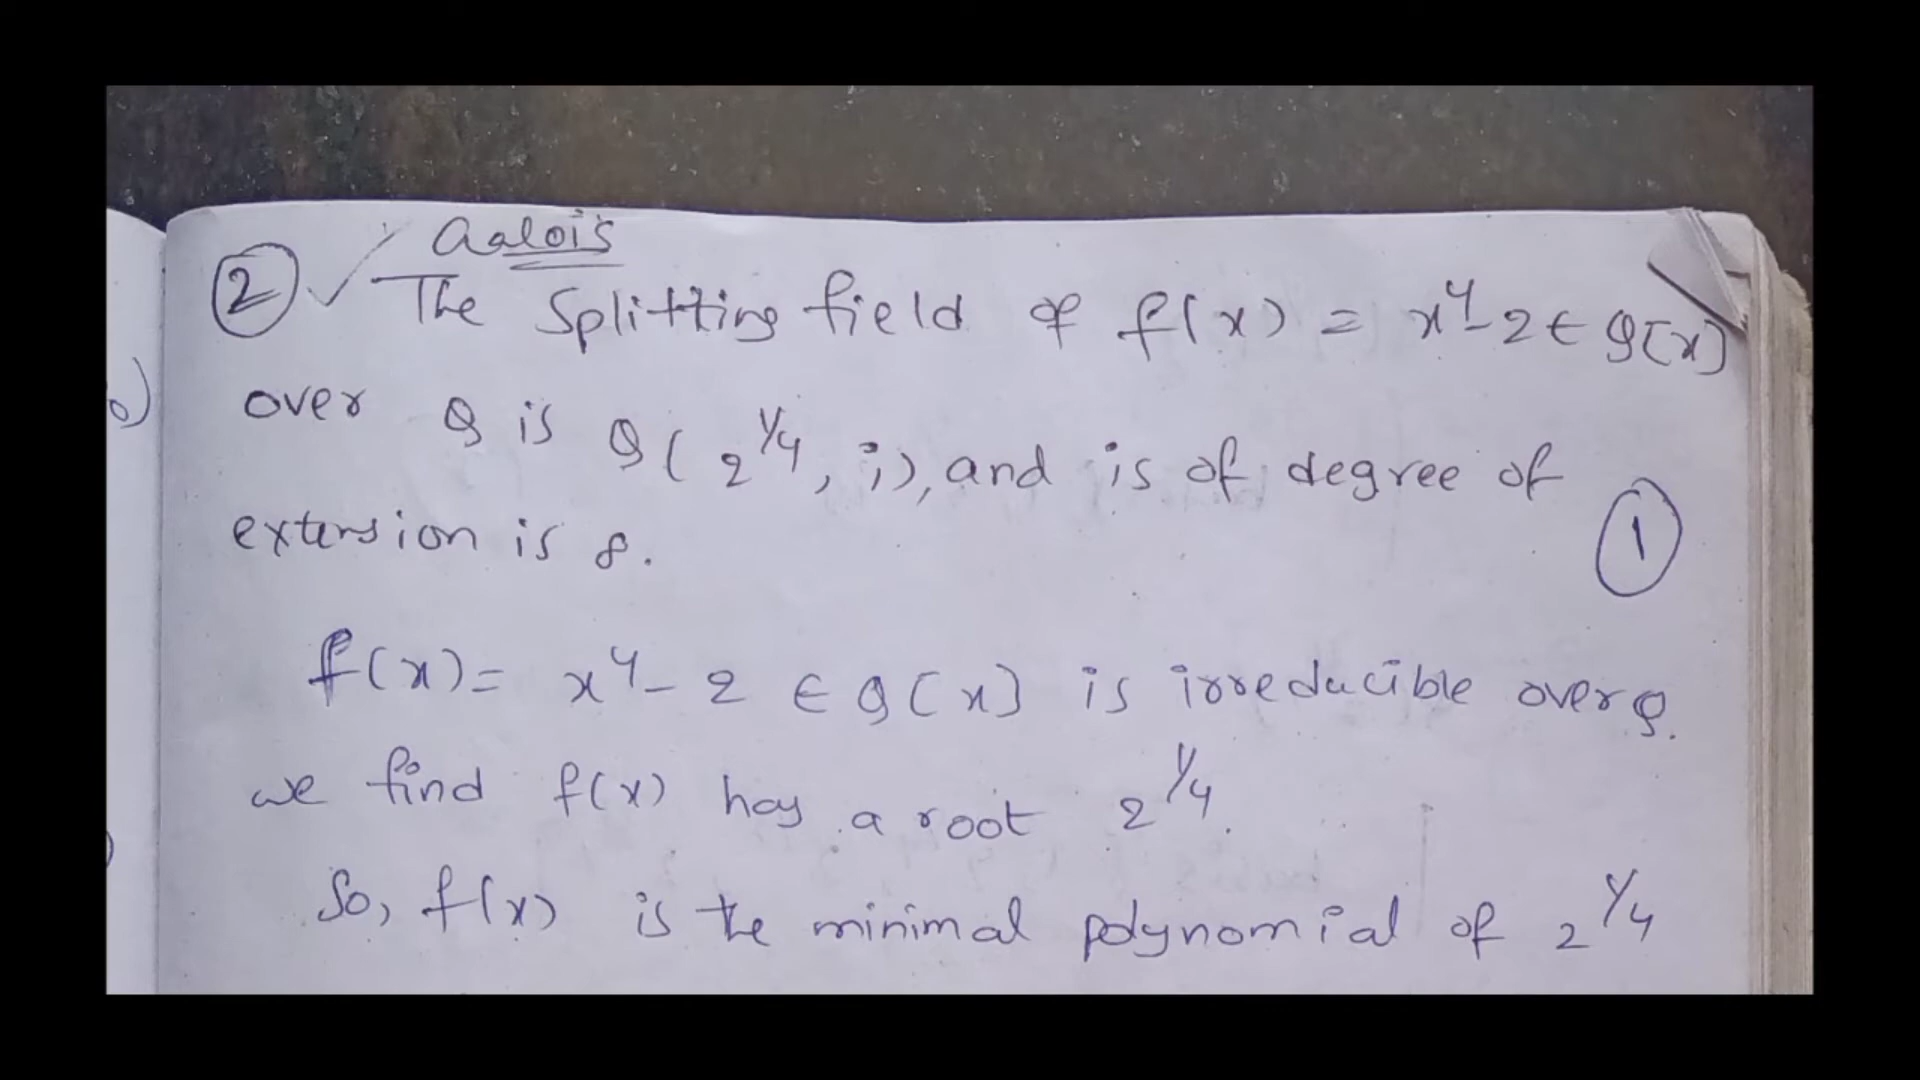 Galois
② ✓ The Splitting field of f(x) = x⁴-2 ∈ Q[x]
over Q is Q(2^1/4, i), and is of degree of
extension is 8.
①
f(x) = x⁴-2 ∈ Q[x] is irreducible over Q.
we find f(x) has a root 2^1/4.
So, f(x) is the minimal polynomial of 2^1/4